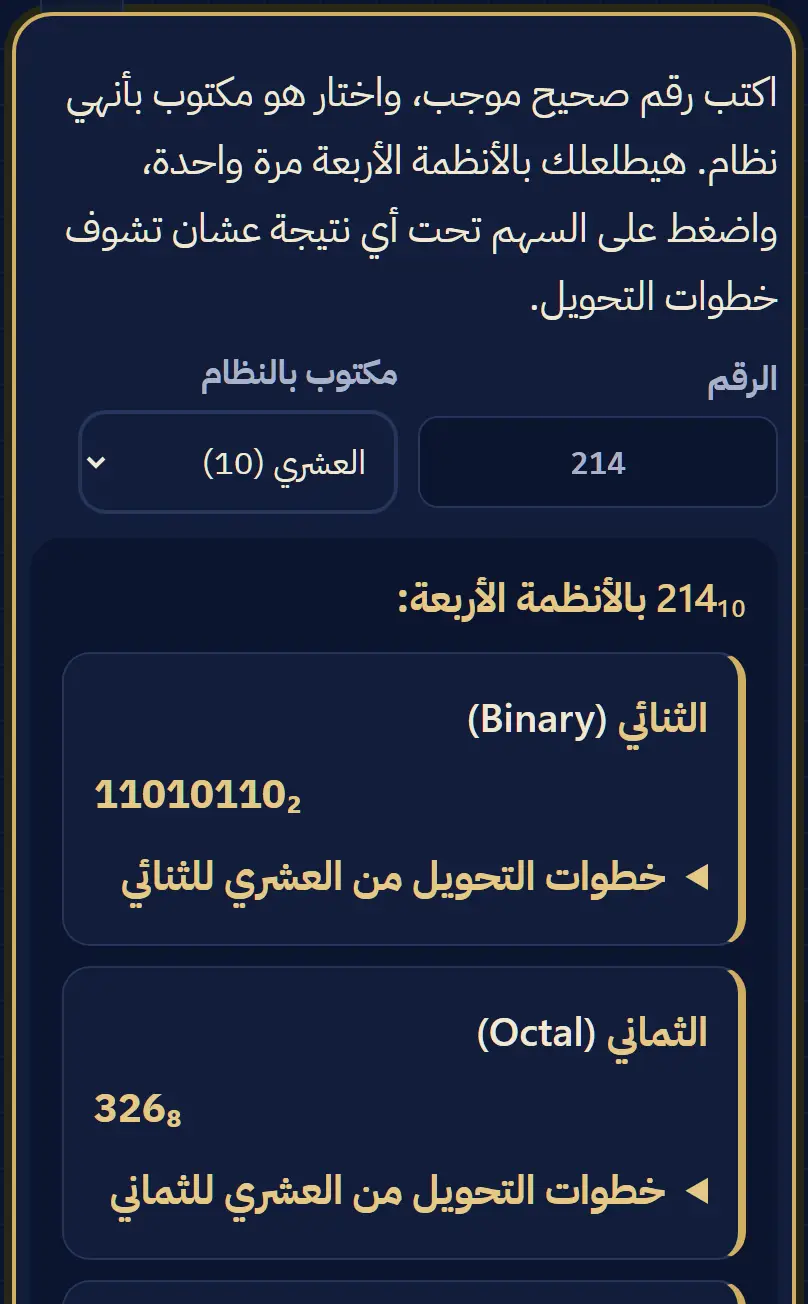 اكتب رقم صحيح موجب، واختار هو مكتوب بأنهي
نظام. هيطلعلك بالأنظمة الأربعة مرة واحدة،
واضغط على السهم تحت أي نتيجة عشان تشوف
خطوات التحويل.
الرقم
214
مكتوب بالنظام
العشري (10)
214₁₀ بالأنظمة الأربعة:
الثنائي (Binary)
11010110₂
خطوات التحويل من العشري للثنائي
الثماني (Octal)
326₈
خطوات التحويل من العشري للثماني